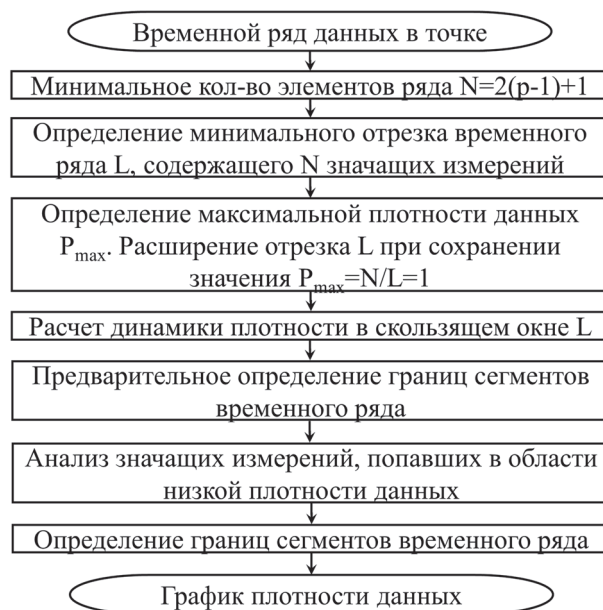 Временной ряд данных в точке
Минимальное кол-во элементов ряда N=2(p-1)+1
Определение минимального отрезка временного
ряда L, содержащего N значащих измерений
Определение максимальной плотности данных
Pmax. Расширение отрезка L при сохранении
значения Pmax=N/L=1
Расчет динамики плотности в скользящем окне L
Предварительное определение границ сегментов
временного ряда
Анализ значащих измерений, попавших в области
низкой плотности данных
Определение границ сегментов временного ряда
График плотности данных